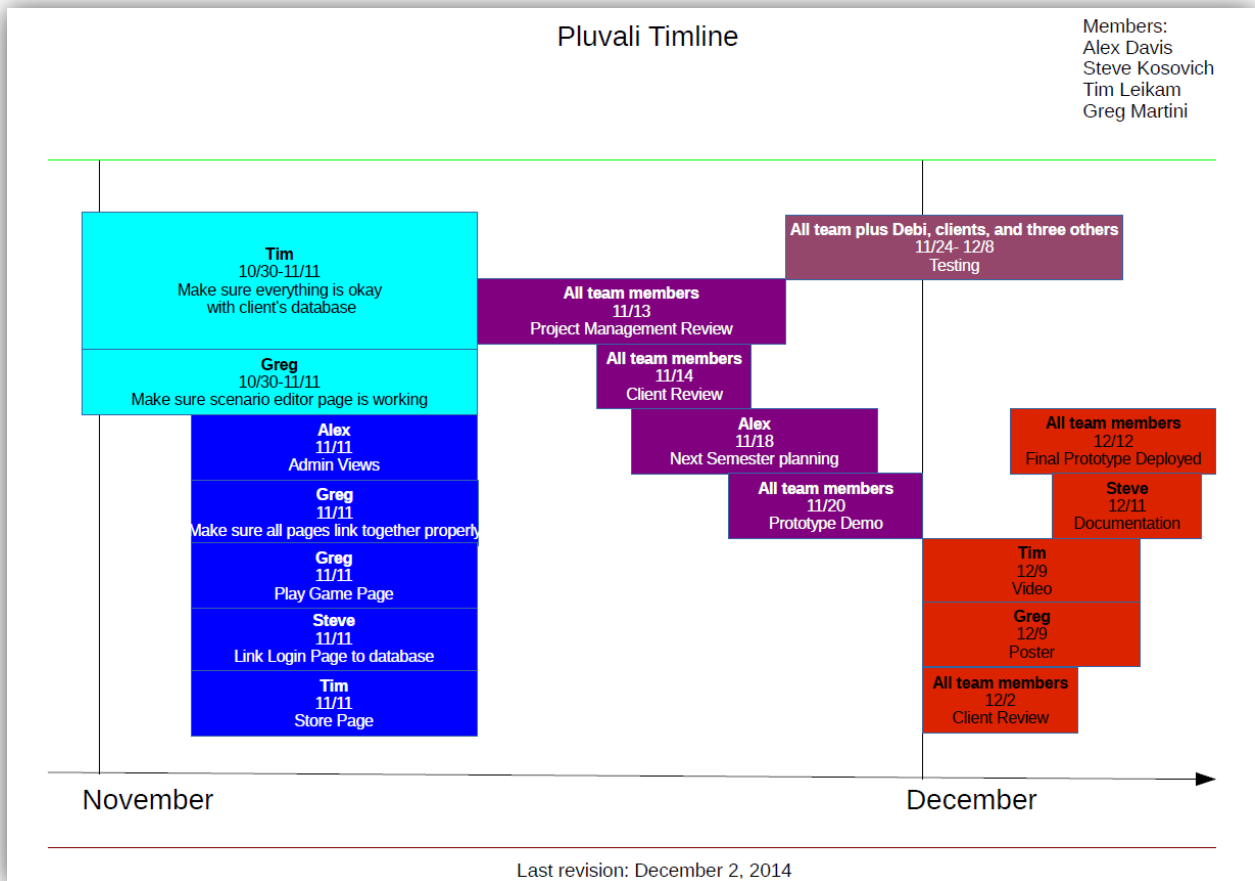 Pluvali Timline
Members:
Alex Davis
Steve Kosovich
Tim Leikam
Greg Martini
Tim
10/30-11/11
Make sure everything is okay
with client's database
Greg
10/30-11/11
Make sure scenario editor page is working
Alex
11/11
Admin Views
Greg
11/11
Make sure all pages link together properly
Greg
11/11
Play Game Page
Steve
11/11
Link Login Page to database
Tim
11/11
Store Page
All team members
11/13
Project Management Review
All team members
11/14
Client Review
Alex
11/18
Next Semester planning
All team members
11/20
Prototype Demo
All team plus Debi, clients, and three others
11/24- 12/8
Testing
All team members
12/12
Final Prototype Deployed
Steve
12/11
Documentation
Tim
12/9
Video
Greg
12/9
Poster
All team members
12/2
Client Review
November
December
Last revision: December 2, 2014